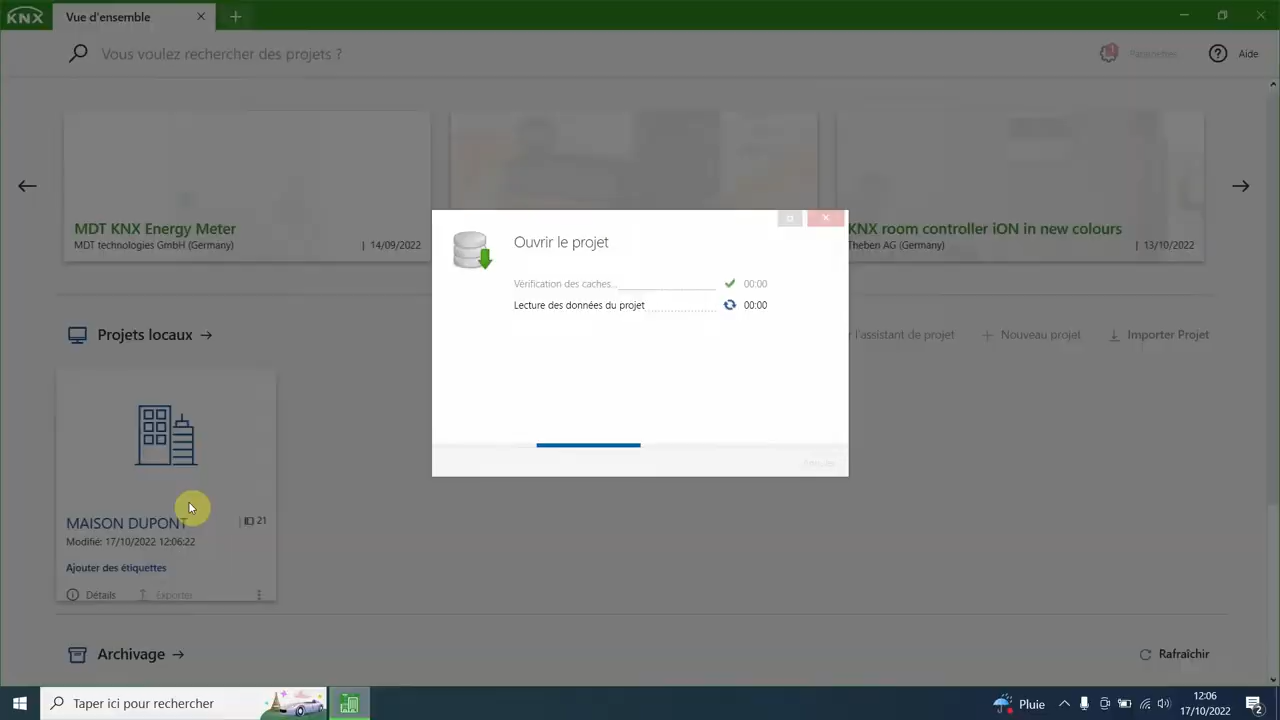 KNX
Vue d'ensemble
Vous voulez rechercher des projets ?
Paramètres
Aide
MDT KNX Energy Meter
MDT technologies GmbH (Germany)
| 14/09/2022
KNX room controller iON in new colours
Theben AG (Germany)
| 13/10/2022
Ouvrir le projet
Vérification des caches...
00:00
Lecture des données du projet
00:00
Annuler
Projets locaux
r l'assistant de projet
Nouveau projet
Importer Projet
MAISON DUPONT
21
Modifié: 17/10/2022 12:06:22
Ajouter des étiquettes
Détails
Exporter
Archivage
Rafraîchir
Taper ici pour rechercher
Pluie
12:06
17/10/2022
2